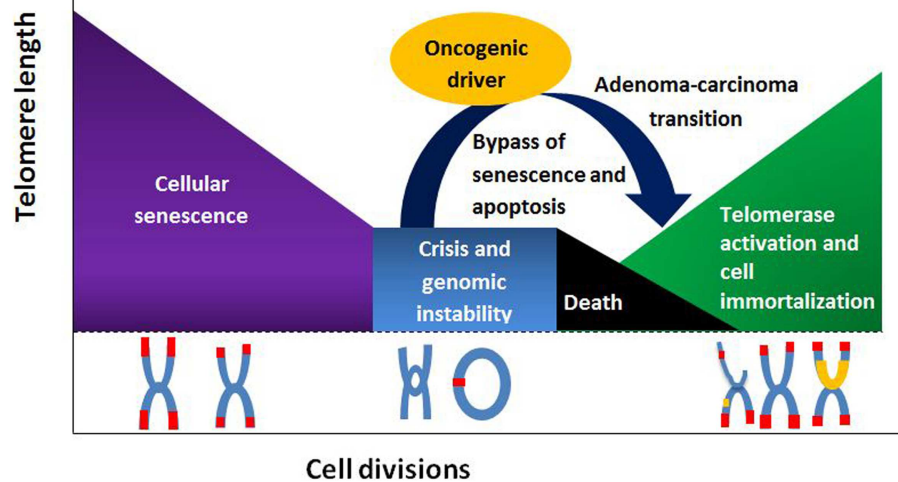 Telomere length
Oncogenic
driver
Adenoma-carcinoma
transition
Bypass of
senescence and
apoptosis
Cellular
senescence
Crisis and
genomic
instability
Death
Telomerase
activation and
cell
immortalization
Cell divisions